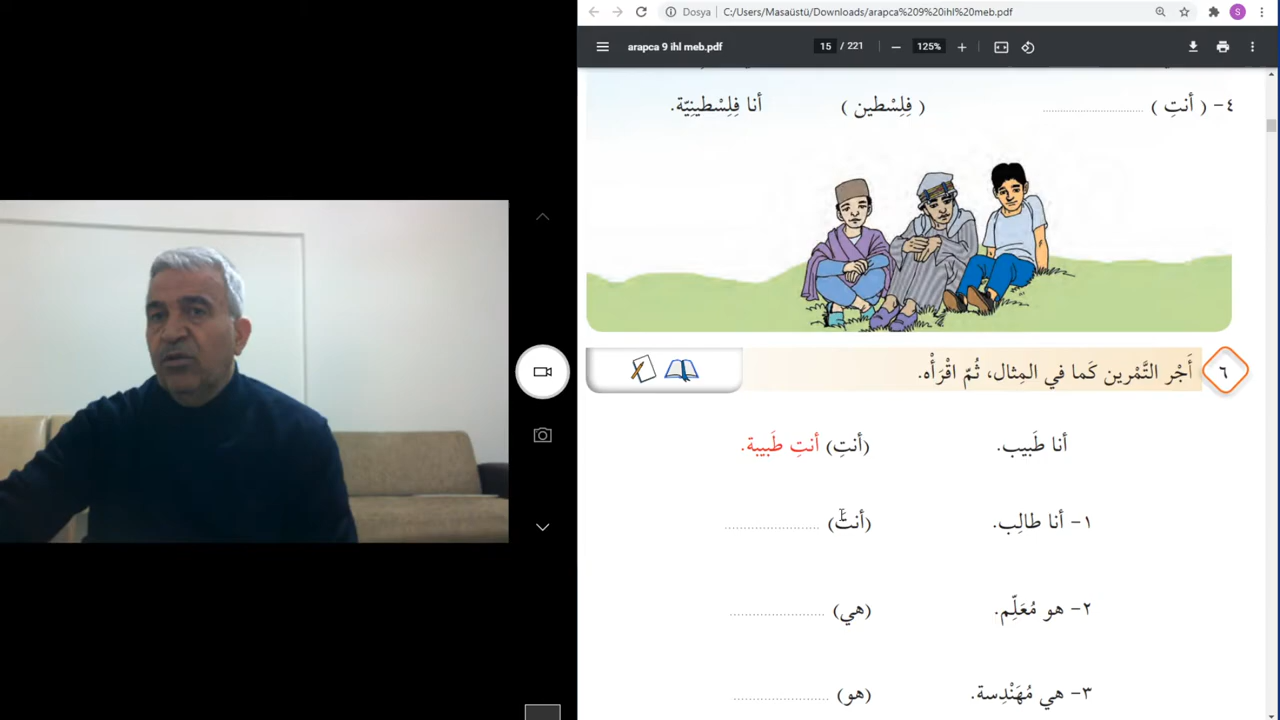 Dosya
C:/Users/Masaüstü/Downloads/arapca%209%20ihl%20meb.pdf
S
arapca 9 ihl meb.pdf
15 / 221
125%
٤- ( أنتِ ) .................... ( فِلِسْطين ) أنا فِلِسْطينِيّة.
٦ أَجْر التَّمْرين كَما في المِثال، ثُمّ اقْرَأْه.
أنا طَبيب. (أنتِ) أنتِ طَبيبة.
١- أنا طالِب. (أنتَ) ....................
٢- هو مُعَلِّم. (هي) ....................
٣- هي مُهَنْدِسة. (هو) ....................